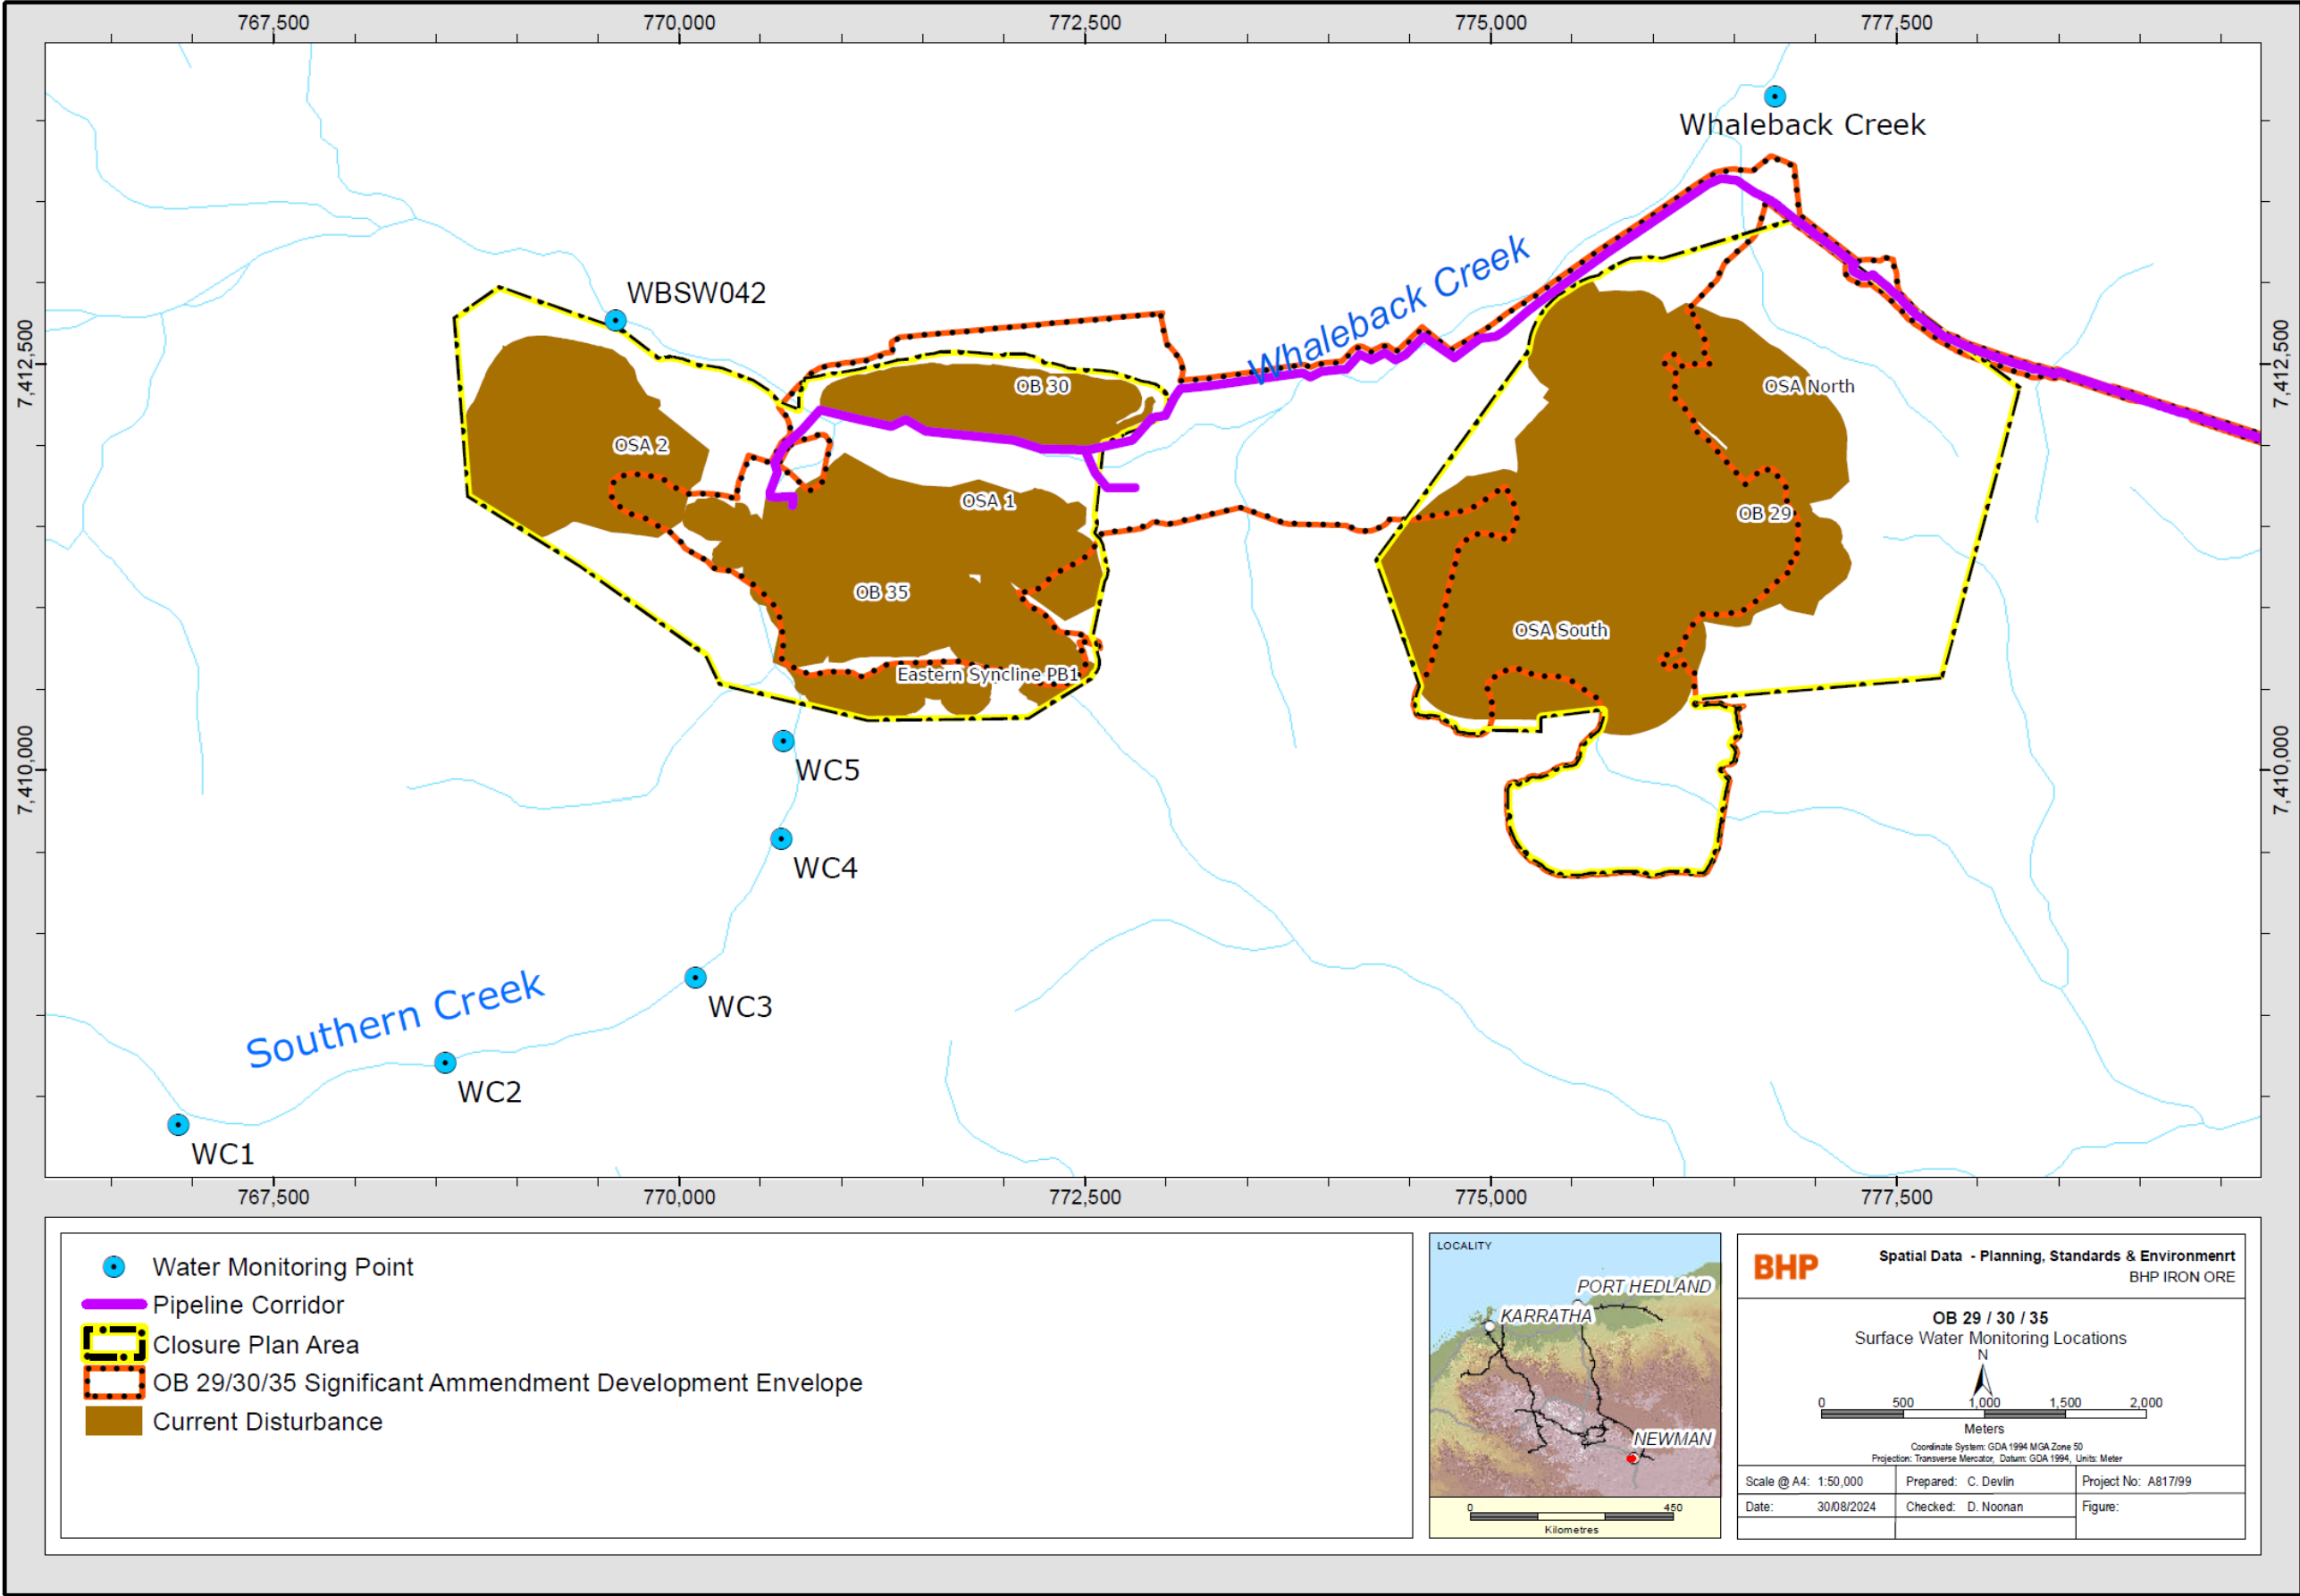 767,500 770,000 772,500 775,000 777,500
Whaleback Creek
WBSW042
Whaleback Creek
7,412,500
7,412,500
OB 30
OSA North
OSA 2
OSA 1
OB 29
OB 35
OSA South
Eastern Syncline PB1
7,410,000
7,410,000
WC5
WC4
WC3
Southern Creek
WC2
WC1
767,500 770,000 772,500 775,000 777,500
Water Monitoring Point
Pipeline Corridor
Closure Plan Area
OB 29/30/35 Significant Ammendment Development Envelope
Current Disturbance
LOCALITY
PORT HEDLAND
KARRATHA
NEWMAN
0 450
Kilometres
BHP
Spatial Data - Planning, Standards & Environmenrt
BHP IRON ORE
OB 29 / 30 / 35
Surface Water Monitoring Locations
N
0 500 1,000 1,500 2,000
Meters
Coordinate System: GDA 1994 MGA Zone 50
Projection: Transverse Mercator, Datum: GDA 1994, Units: Meter
Scale @ A4: 1:50,000 Prepared: C. Devlin Project No: A817/99
Date: 30/08/2024 Checked: D. Noonan Figure: